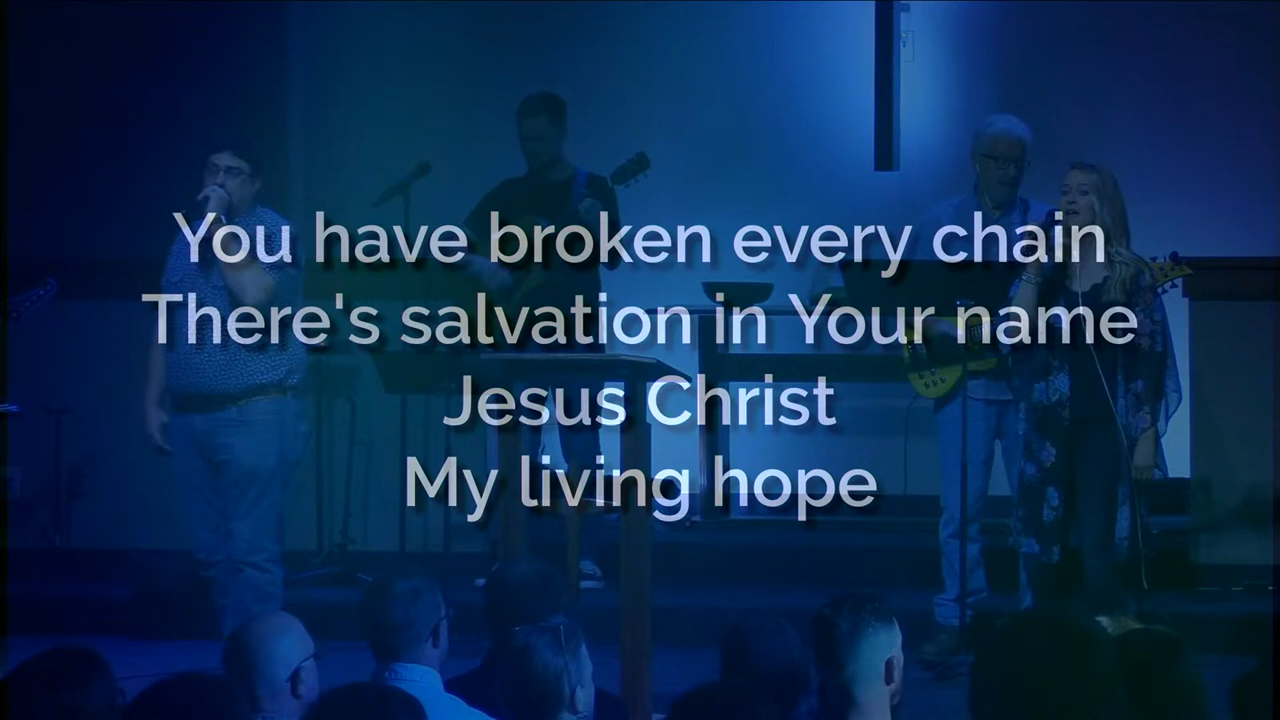 You have broken every chain
There's salvation in Your name
Jesus Christ
My living hope